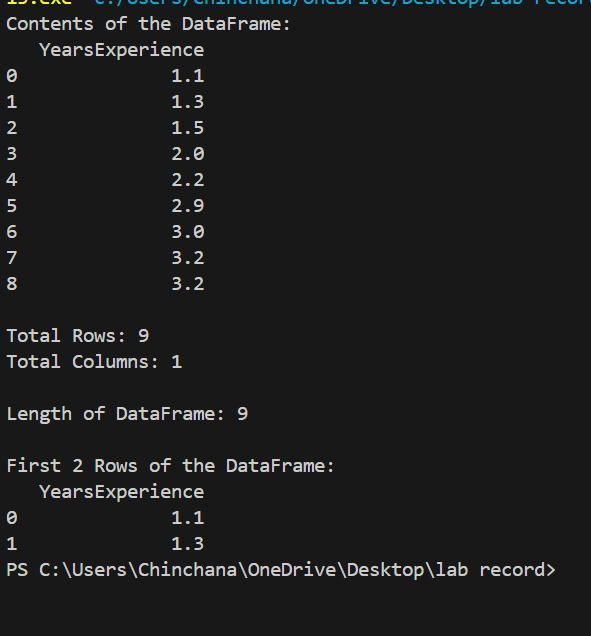 13.exe" c:/Users/Chinchana/OneDrive/Desktop/lab recor
Contents of the DataFrame:
   YearsExperience
0              1.1
1              1.3
2              1.5
3              2.0
4              2.2
5              2.9
6              3.0
7              3.2
8              3.2
Total Rows: 9
Total Columns: 1
Length of DataFrame: 9
First 2 Rows of the DataFrame:
   YearsExperience
0              1.1
1              1.3
PS C:\Users\Chinchana\OneDrive\Desktop\lab record>